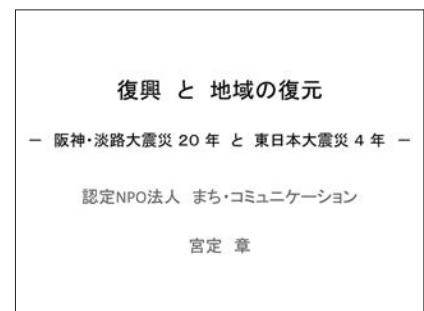 復興 と 地域の復元
－ 阪神・淡路大震災 20 年 と 東日本大震災 4 年 －
認定NPO法人 まち・コミュニケーション
宮定 章